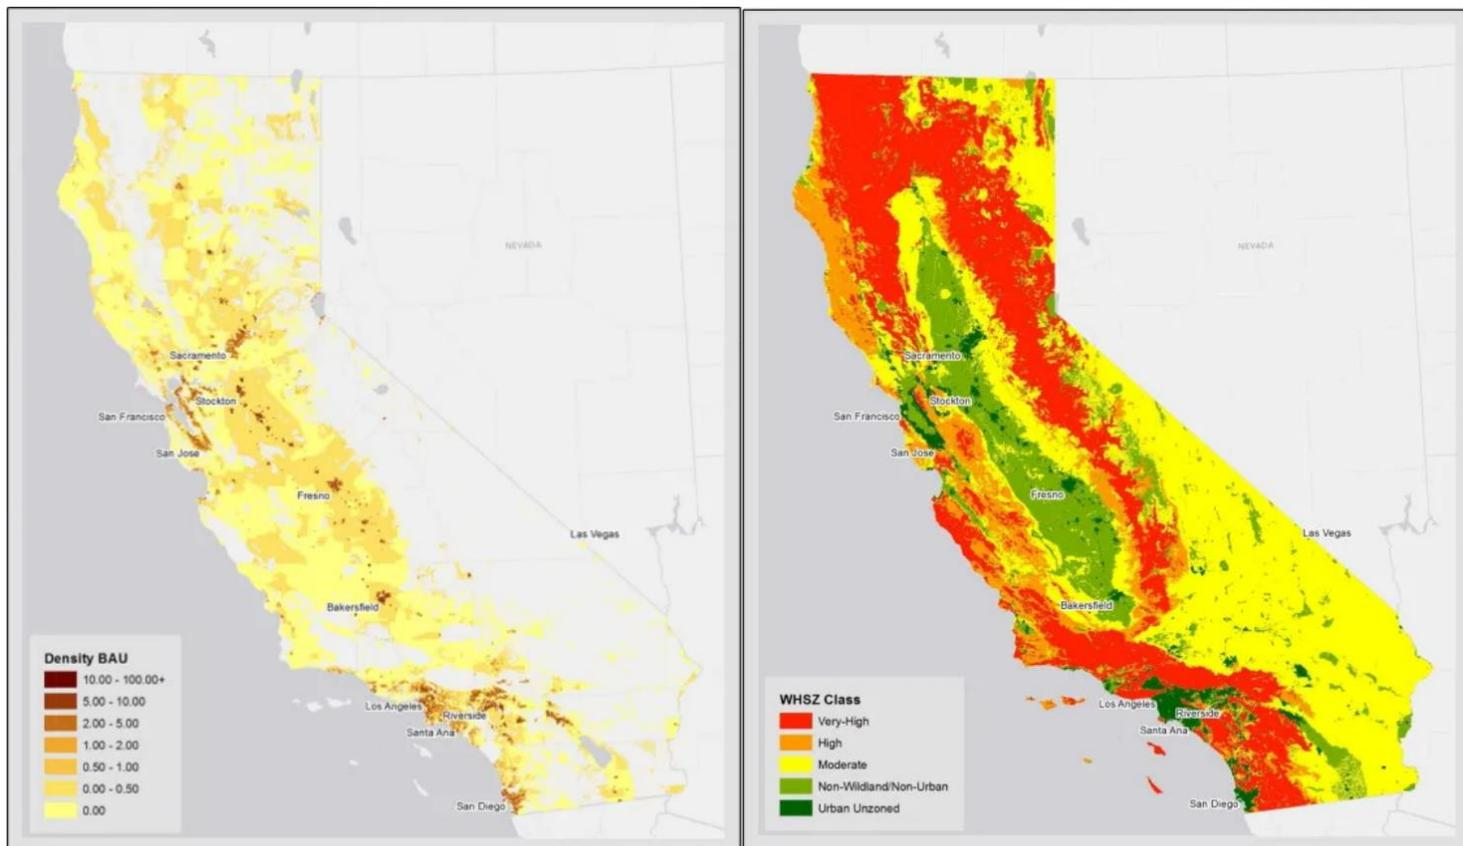 NEVADA
Sacramento
Stockton
San Francisco
San Jose
Fresno
Las Vegas
Bakersfield
Los Angeles
Riverside
Santa Ana
San Diego
Density BAU
10.00 - 100.00+
5.00 - 10.00
2.00 - 5.00
1.00 - 2.00
0.50 - 1.00
0.00 - 0.50
0.00
NEVADA
Sacramento
Stockton
San Francisco
San Jose
Fresno
Las Vegas
Bakersfield
Los Angeles
Riverside
Santa Ana
San Diego
WHSZ Class
Very-High
High
Moderate
Non-Wildland/Non-Urban
Urban Unzoned